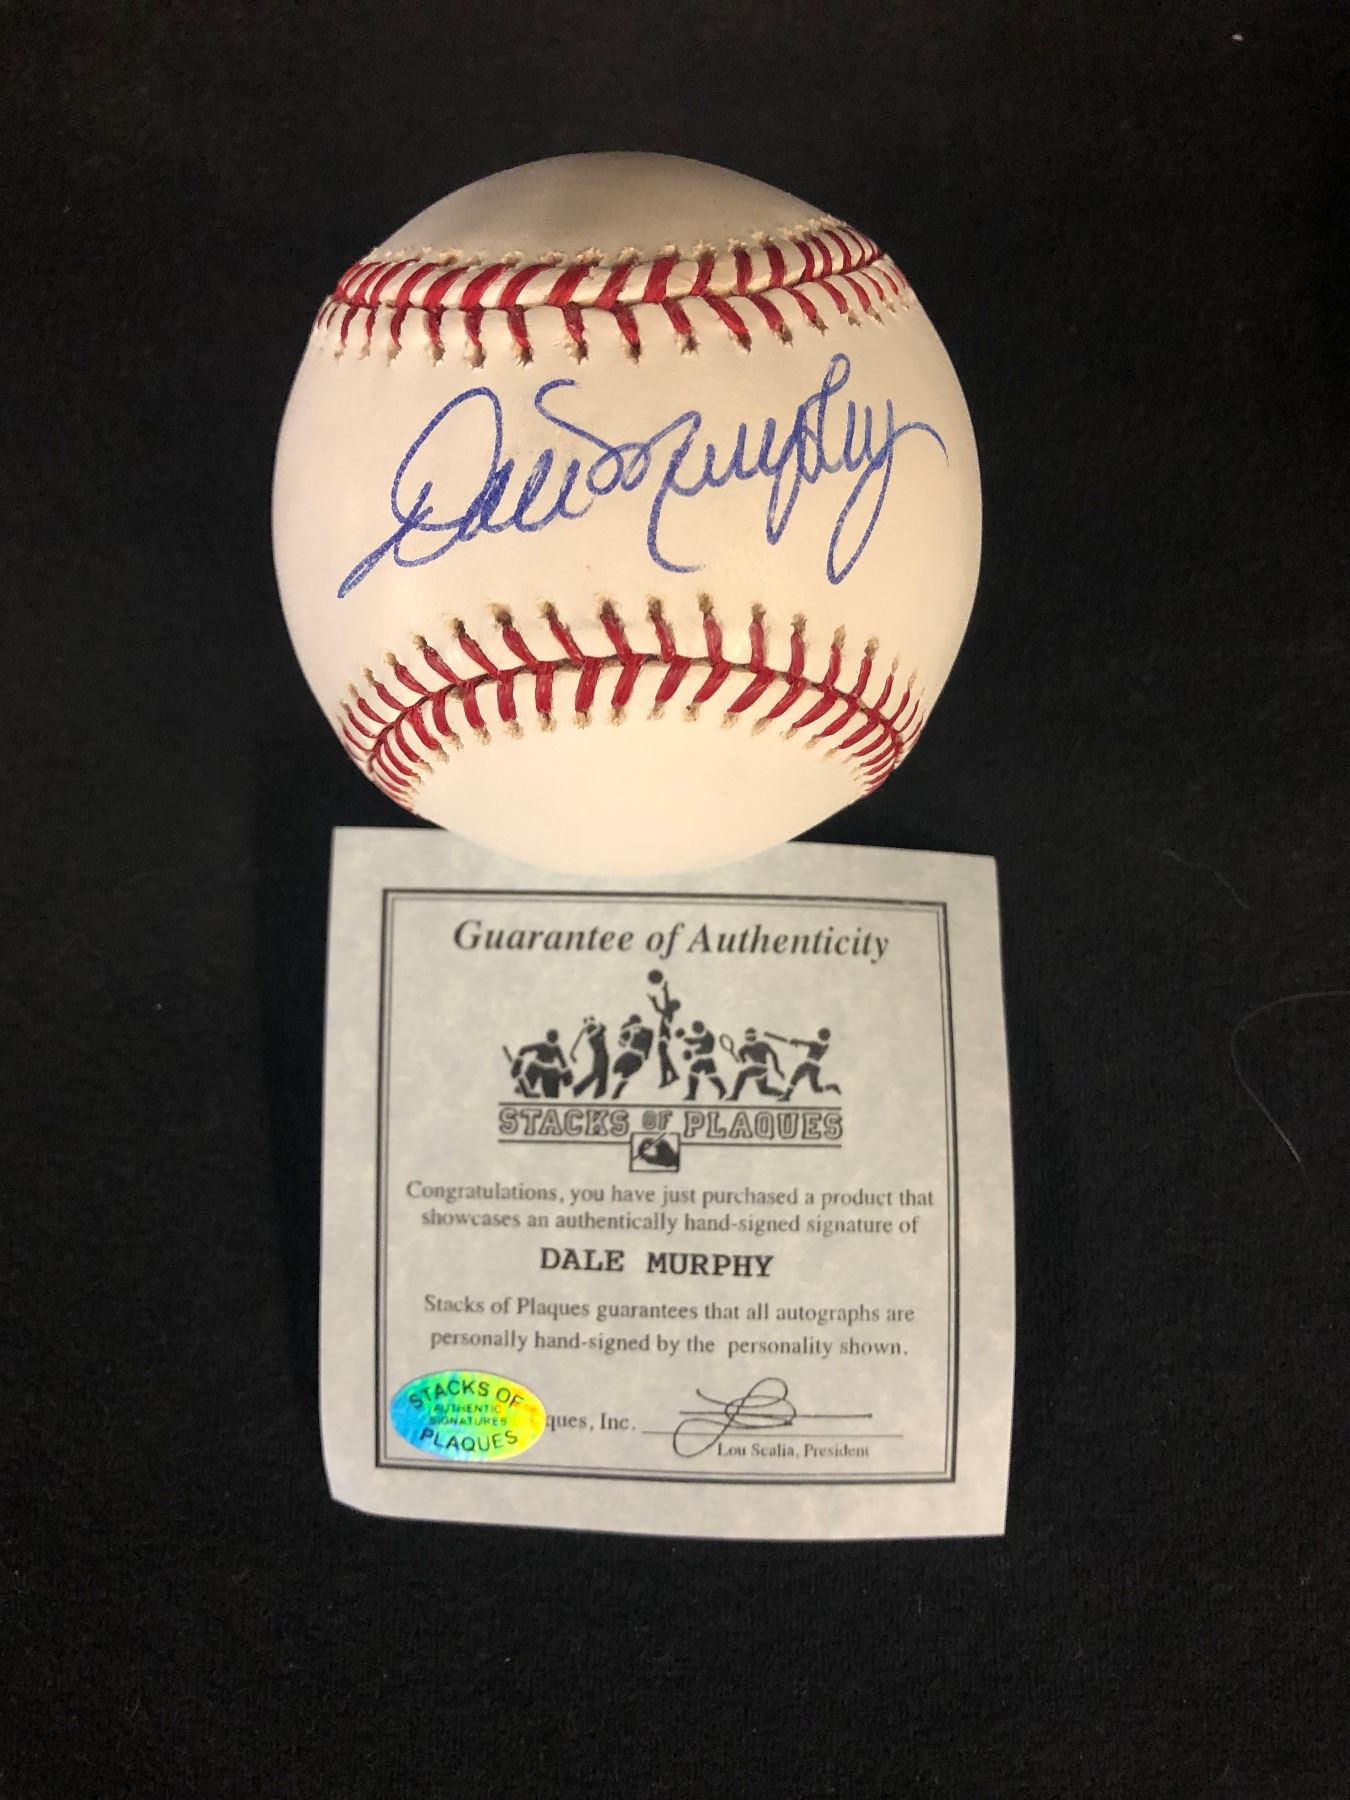 Dale Murphy
Guarantee of Authenticity
STACKS OF PLAQUES
Congratulations, you have just purchased a product that
showcases an authentically hand-signed signature of
DALE MURPHY
Stacks of Plaques guarantees that all autographs are
personally hand-signed by the personality shown.
STACKS OF
AUTHENTIC
SIGNATURES
PLAQUES
ques, Inc.
Lou Scalia, President